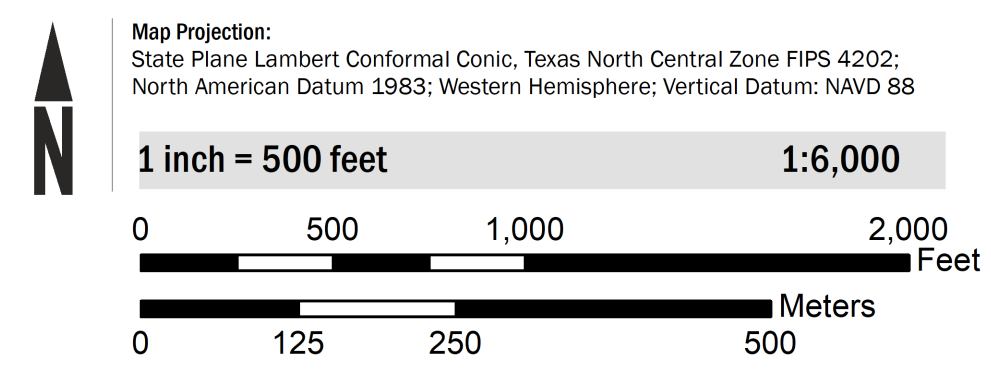 N
Map Projection:
State Plane Lambert Conformal Conic, Texas North Central Zone FIPS 4202;
North American Datum 1983; Western Hemisphere; Vertical Datum: NAVD 88
1 inch = 500 feet 1:6,000
0 500 1,000 2,000
Feet
Meters
0 125 250 500